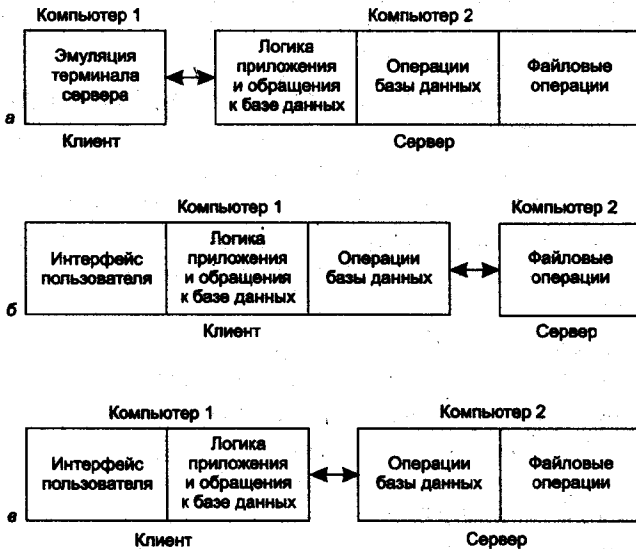 Компьютер 1
Компьютер 2
Эмуляция
терминала
сервера
Логика
приложения
и обращения
к базе данных
Операции
базы данных
Файловые
операции
а
Клиент
Сервер
Компьютер 1
Компьютер 2
Интерфейс
пользователя
Логика
приложения
и обращения
к базе данных
Операции
базы данных
Файловые
операции
б
Клиент
Сервер
Компьютер 1
Компьютер 2
Интерфейс
пользователя
Логика
приложения
и обращения
к базе данных
Операции
базы данных
Файловые
операции
в
Клиент
Сервер